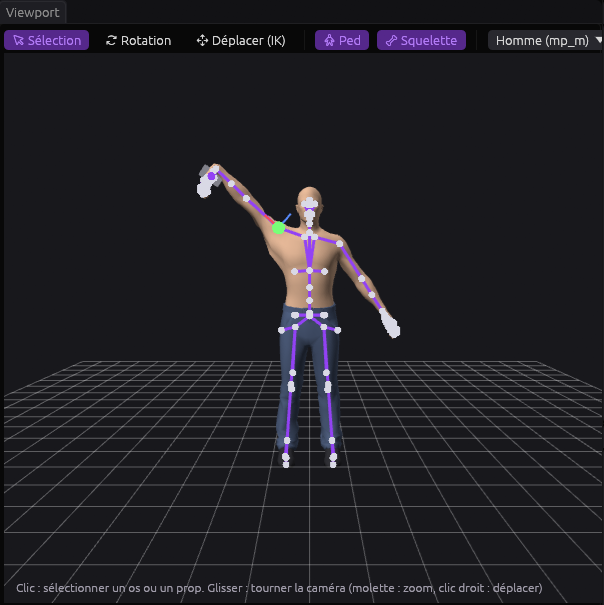 Viewport
Sélection Rotation Déplacer (IK) Ped Squelette Homme (mp_m)
Clic : sélectionner un os ou un prop. Glisser : tourner la caméra (molette : zoom, clic droit : déplacer)